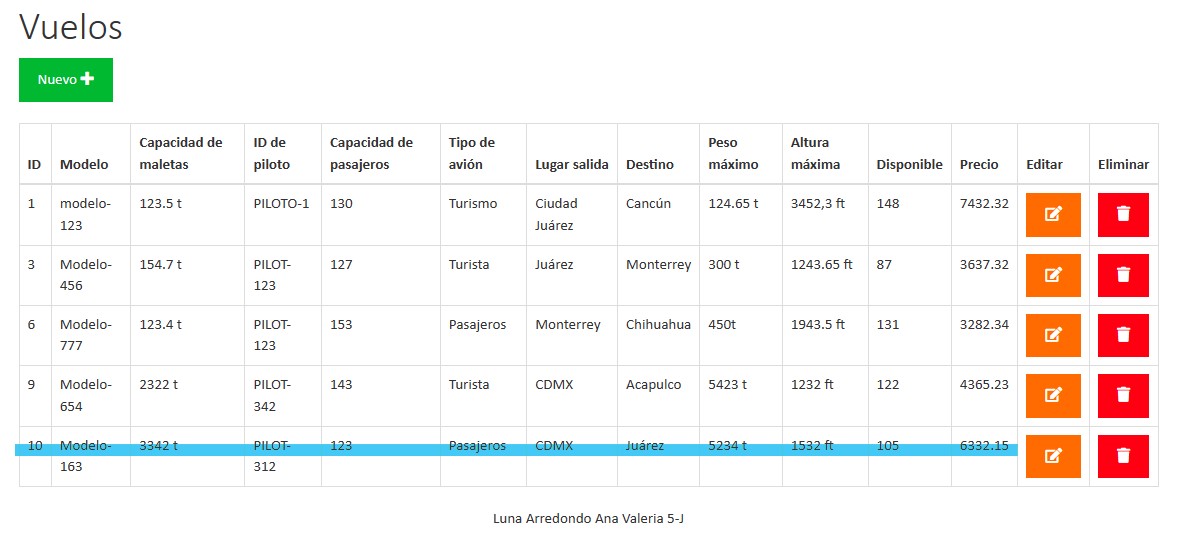 Vuelos
Nuevo
ID Modelo Capacidad de maletas ID de piloto Capacidad de pasajeros Tipo de avión Lugar salida Destino Peso máximo Altura máxima Disponible Precio Editar Eliminar
1 modelo-123 123.5 t PILOTO-1 130 Turismo Ciudad Juárez Cancún 124.65 t 3452,3 ft 148 7432.32
3 Modelo-456 154.7 t PILOT-123 127 Turista Juárez Monterrey 300 t 1243.65 ft 87 3637.32
6 Modelo-777 123.4 t PILOT-123 153 Pasajeros Monterrey Chihuahua 450t 1943.5 ft 131 3282.34
9 Modelo-654 2322 t PILOT-342 143 Turista CDMX Acapulco 5423 t 1232 ft 122 4365.23
10 Modelo-163 3342 t PILOT-312 123 Pasajeros CDMX Juárez 5234 t 1532 ft 105 6332.15
Luna Arredondo Ana Valeria 5-J